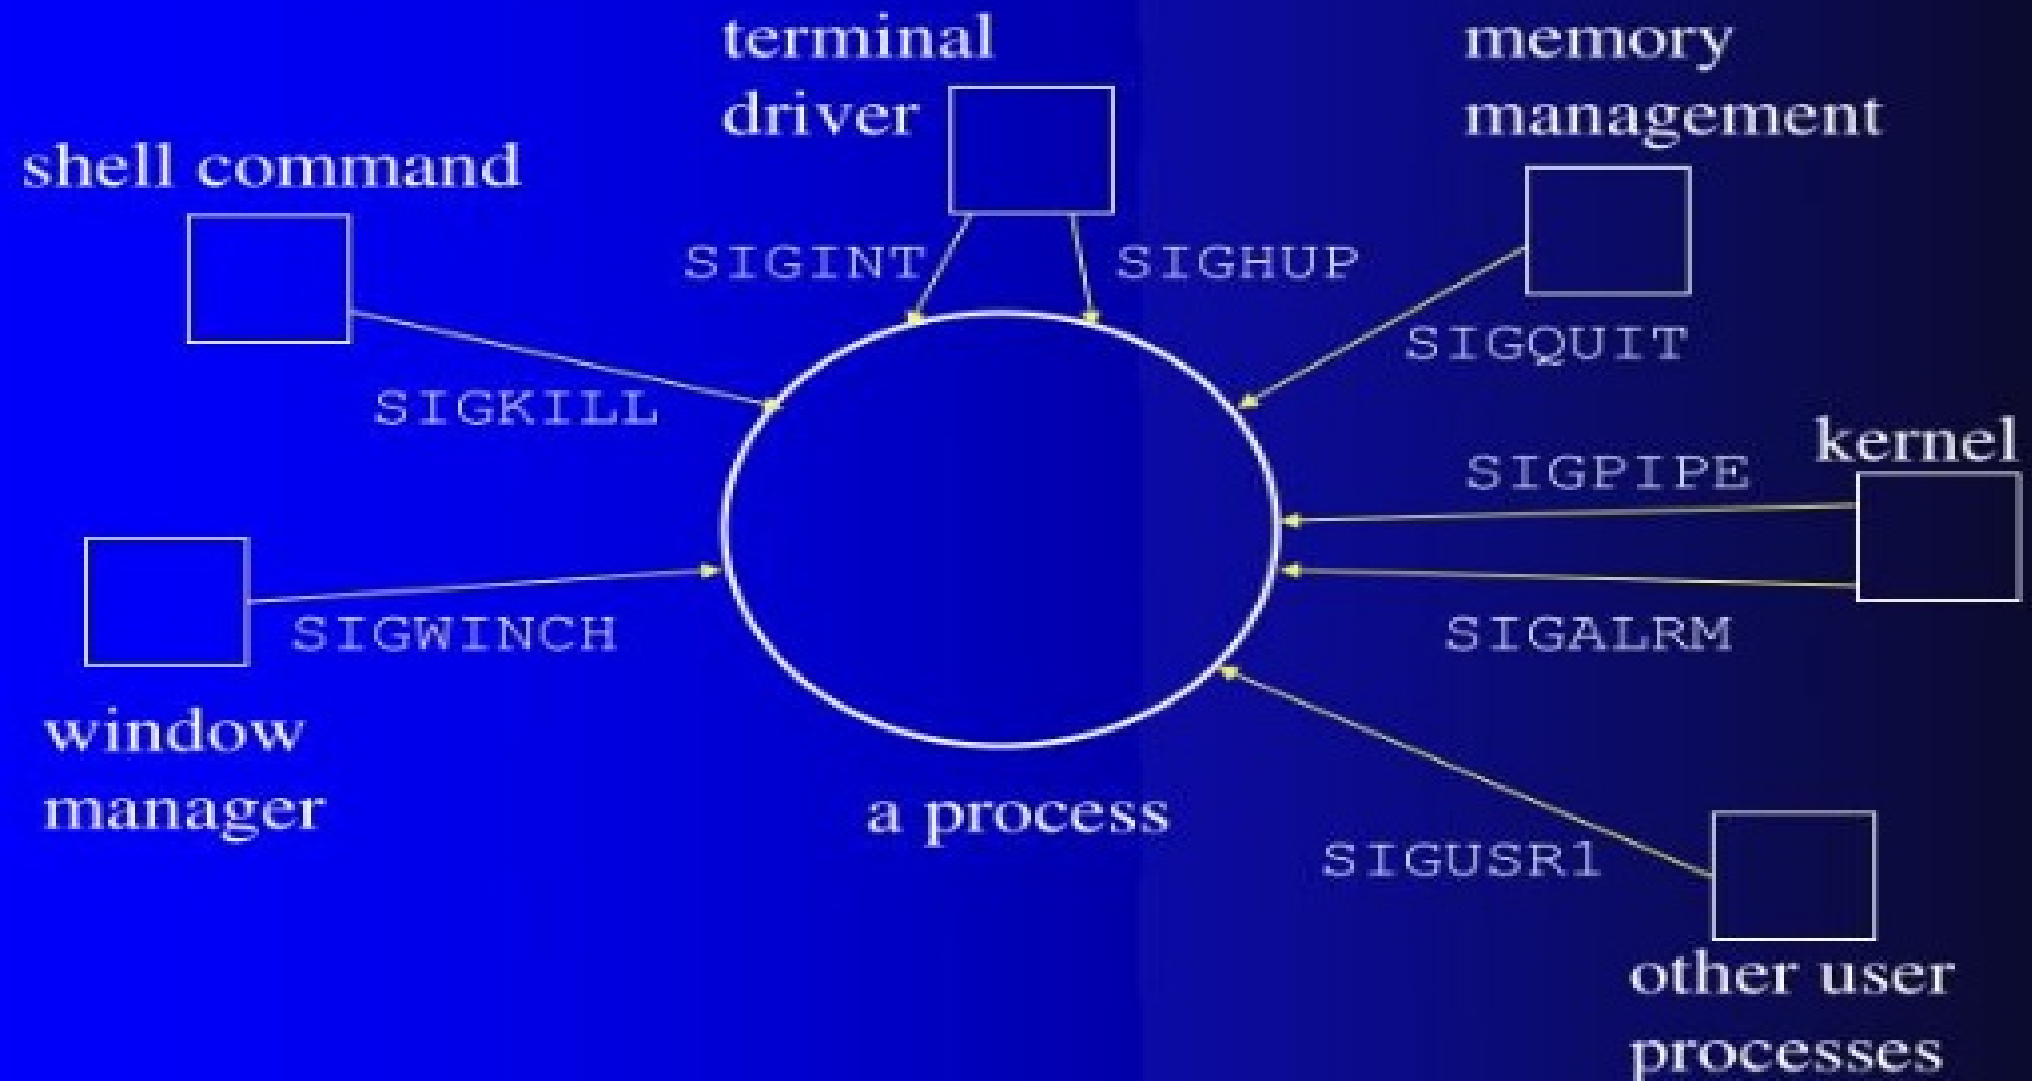 terminal
driver
memory
management
shell command
SIGINT
SIGHUP
SIGQUIT
SIGKILL
kernel
SIGPIPE
SIGWINCH
SIGALRM
window
manager
a process
SIGUSR1
other user
processes